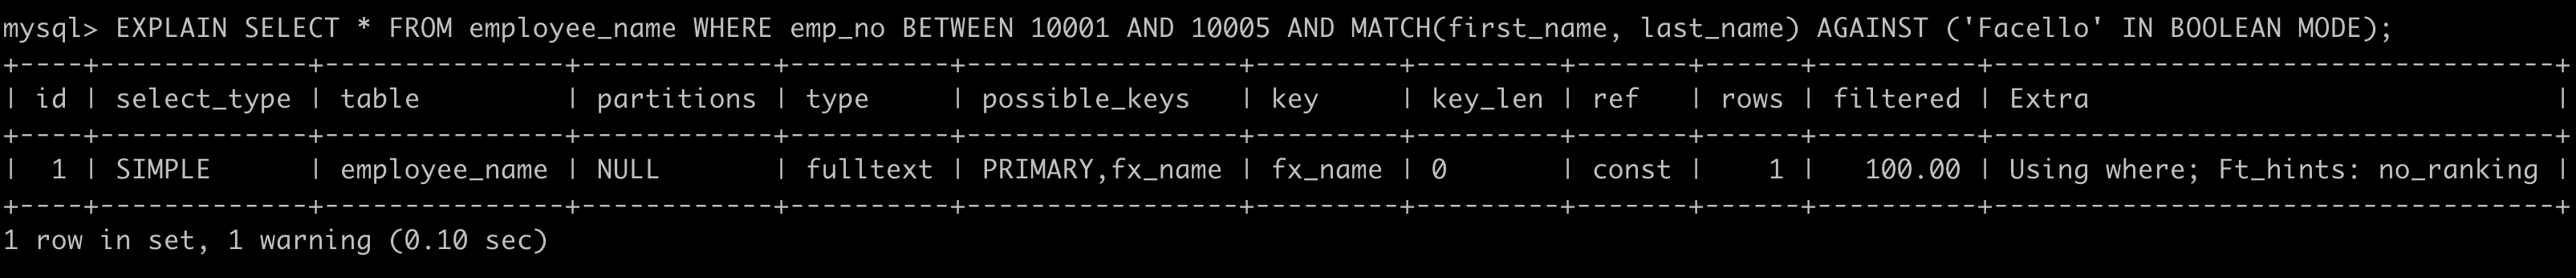 mysql> EXPLAIN SELECT * FROM employee_name WHERE emp_no BETWEEN 10001 AND 10005 AND MATCH(first_name, last_name) AGAINST ('Facello' IN BOOLEAN MODE);
+----+-------------+---------------+------------+----------+-----------------+---------+---------+-------+------+----------+-----------------------------------+
| id | select_type | table         | partitions | type     | possible_keys   | key     | key_len | ref   | rows | filtered | Extra                             |
+----+-------------+---------------+------------+----------+-----------------+---------+---------+-------+------+----------+-----------------------------------+
|  1 | SIMPLE      | employee_name | NULL       | fulltext | PRIMARY,fx_name | fx_name | 0       | const |    1 |   100.00 | Using where; Ft_hints: no_ranking |
+----+-------------+---------------+------------+----------+-----------------+---------+---------+-------+------+----------+-----------------------------------+
1 row in set, 1 warning (0.10 sec)